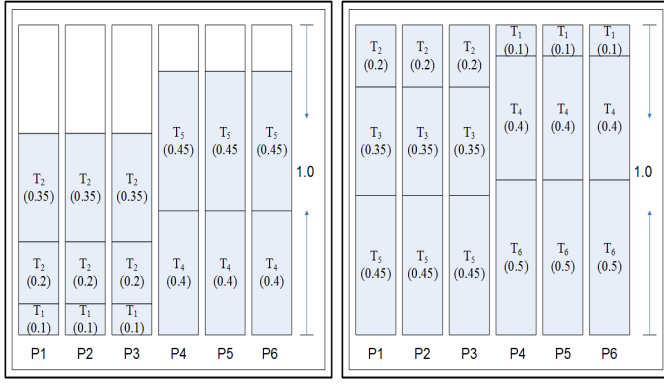 T5 T5 T5
(0.45) (0.45 (0.45)
T2 T2 T2
(0.35) (0.35) (0.35)
1.0
T2 T2 T2 T4 T4 T4
(0.2) (0.2) (0.2) (0.4) (0.4) (0.4)
T1 T1 T1
(0.1) (0.1) (0.1)
P1 P2 P3 P4 P5 P6
T2 T2 T2 T1 T1 T1
(0.2) (0.2) (0.2) (0.1) (0.1) (0.1)
T3 T3 T3 T4 T4 T4
(0.35) (0.35) (0.35) (0.4) (0.4) (0.4)
1.0
T5 T5 T5 T6 T6 T6
(0.45) (0.45) (0.45) (0.5) (0.5) (0.5)
P1 P2 P3 P4 P5 P6